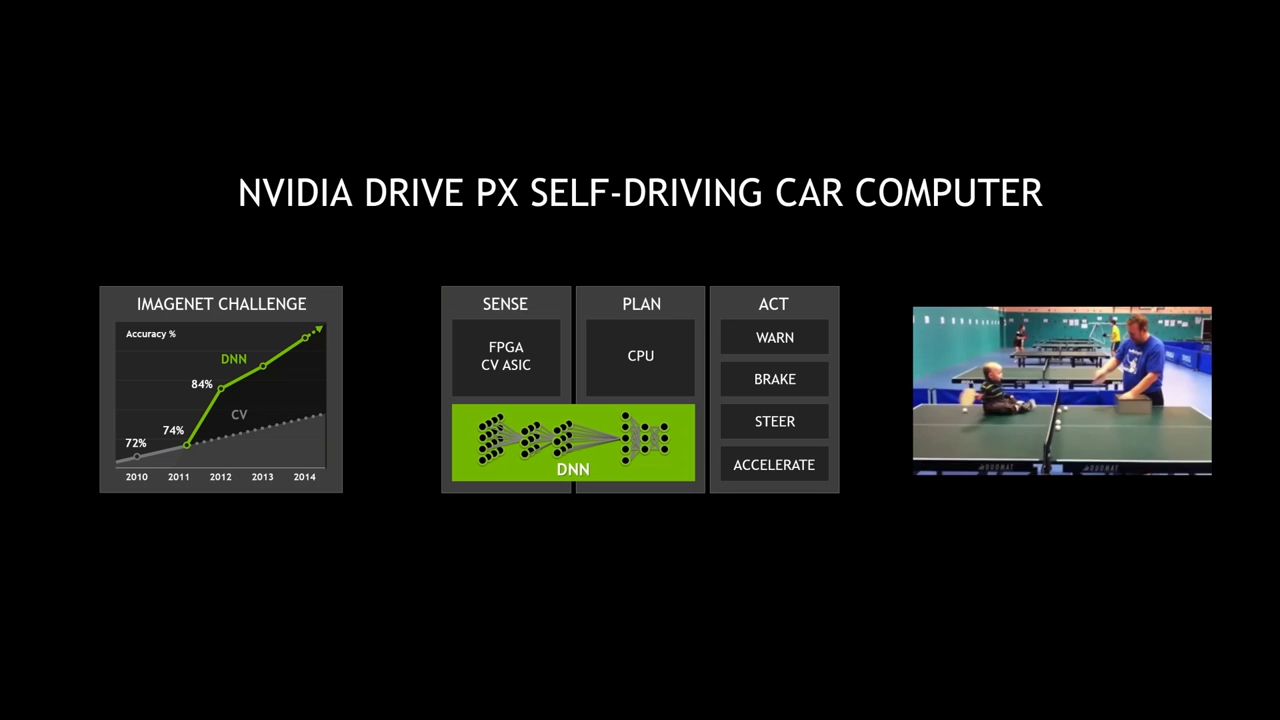 NVIDIA DRIVE PX SELF-DRIVING CAR COMPUTER
IMAGENET CHALLENGE
Accuracy %
DNN
84%
CV
74%
72%
2010 2011 2012 2013 2014
SENSE
FPGA
CV ASIC
PLAN
CPU
DNN
ACT
WARN
BRAKE
STEER
ACCELERATE